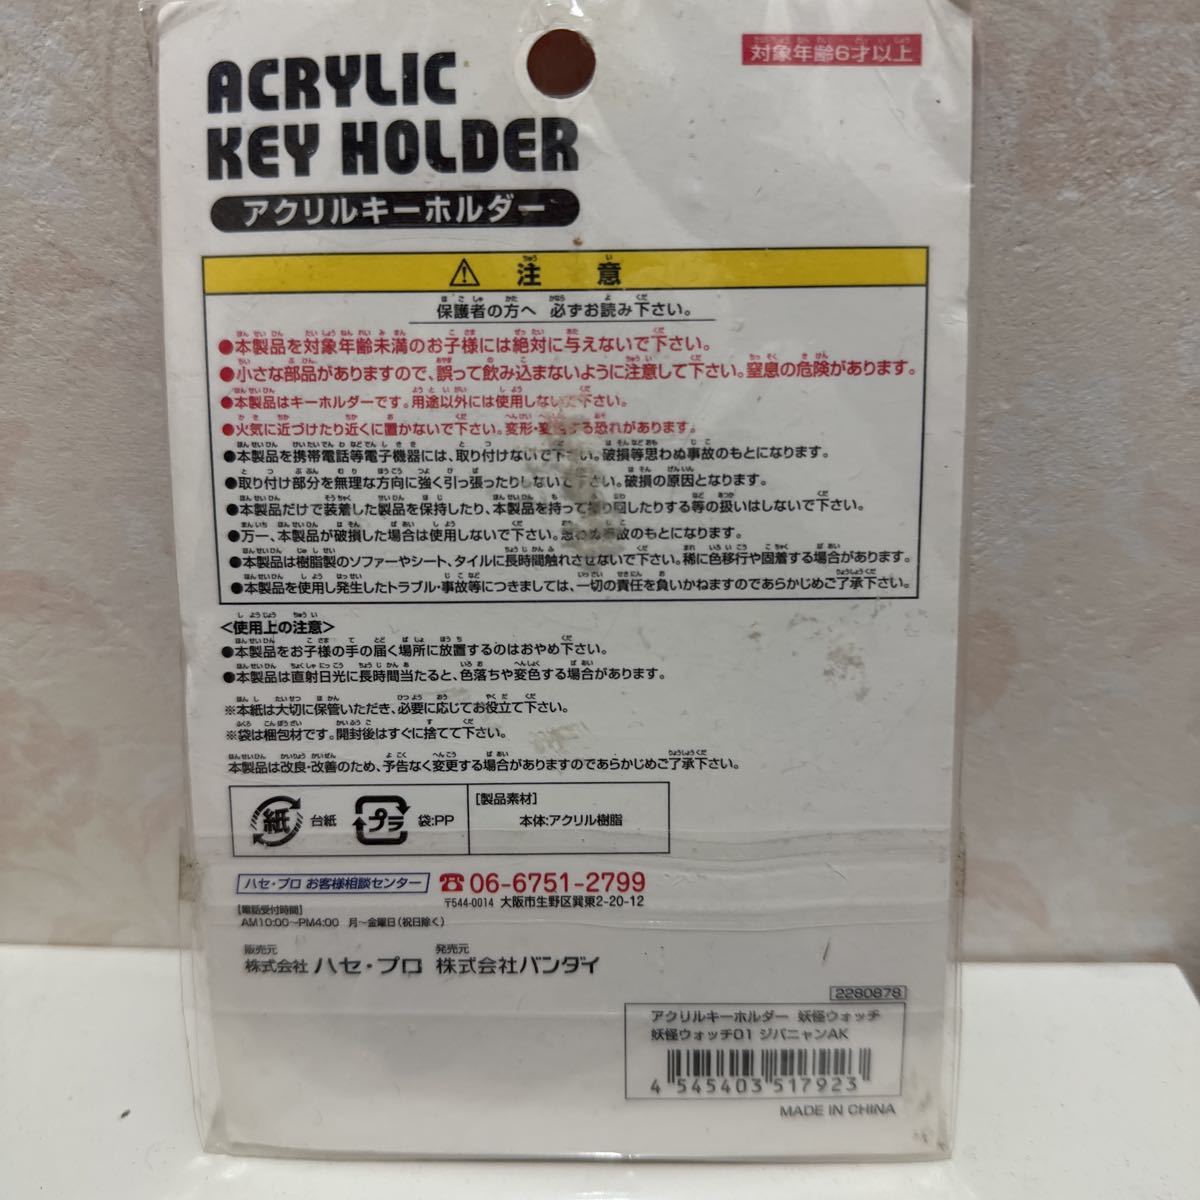 ACRYLIC
KEY HOLDER
アクリルキーホルダー
対象年齢6才以上
注意
保護者の方へ 必ずお読み下さい。
●本製品を対象年齢未満のお子様には絶対に与えないで下さい。
●小さな部品がありますので、誤って飲み込まないように注意して下さい。窒息の危険があります。
●本製品はキーホルダーです。用途以外には使用しないで下さい。
●火気に近づけたり近くに置かないで下さい。変形・変色する恐れがあります。
●本製品を携帯電話等電子機器には、取り付けないで下さい。破損等思わぬ事故のもとになります。
●取り付け部分を無理な方向に強く引っ張ったりしないで下さい。破損の原因となります。
●本製品だけで装着した製品を保持したり、本製品を持って振り回したりする等の扱いはしないで下さい。
●万一、本製品が破損した場合は使用しないで下さい。思わぬ事故のもとになります。
●本製品は樹脂製のソファーやシート、タイルに長時間触れさせないで下さい。稀に色移行や固着する場合があります。
●本製品を使用し発生したトラブル・事故等につきましては、一切の責任を負いかねますのであらかじめご了承下さい。
<使用上の注意>
●本製品をお子様の手の届く場所に放置するのはおやめ下さい。
●本製品は直射日光に長時間当たると、色落ちや変色する場合があります。
※本紙は大切に保管いただき、必要に応じてお役立て下さい。
※袋は梱包材です。開封後はすぐに捨てて下さい。
本製品は改良・改善のため、予告なく変更する場合がありますのであらかじめご了承下さい。
紙 台紙 プラ 袋:PP
[製品素材]
本体:アクリル樹脂
ハセ・プロ お客様相談センター ☎06-6751-2799
〒544-0014 大阪市生野区巽東2-20-12
[電話受付時間]
AM10:00〜PM4:00 月〜金曜日(祝日除く)
販売元 発売元
株式会社 ハセ・プロ 株式会社バンダイ
2280878
アクリルキーホルダー 妖怪ウォッチ
妖怪ウォッチ01 ジバニャンAK
4 545403 517923
MADE IN CHINA